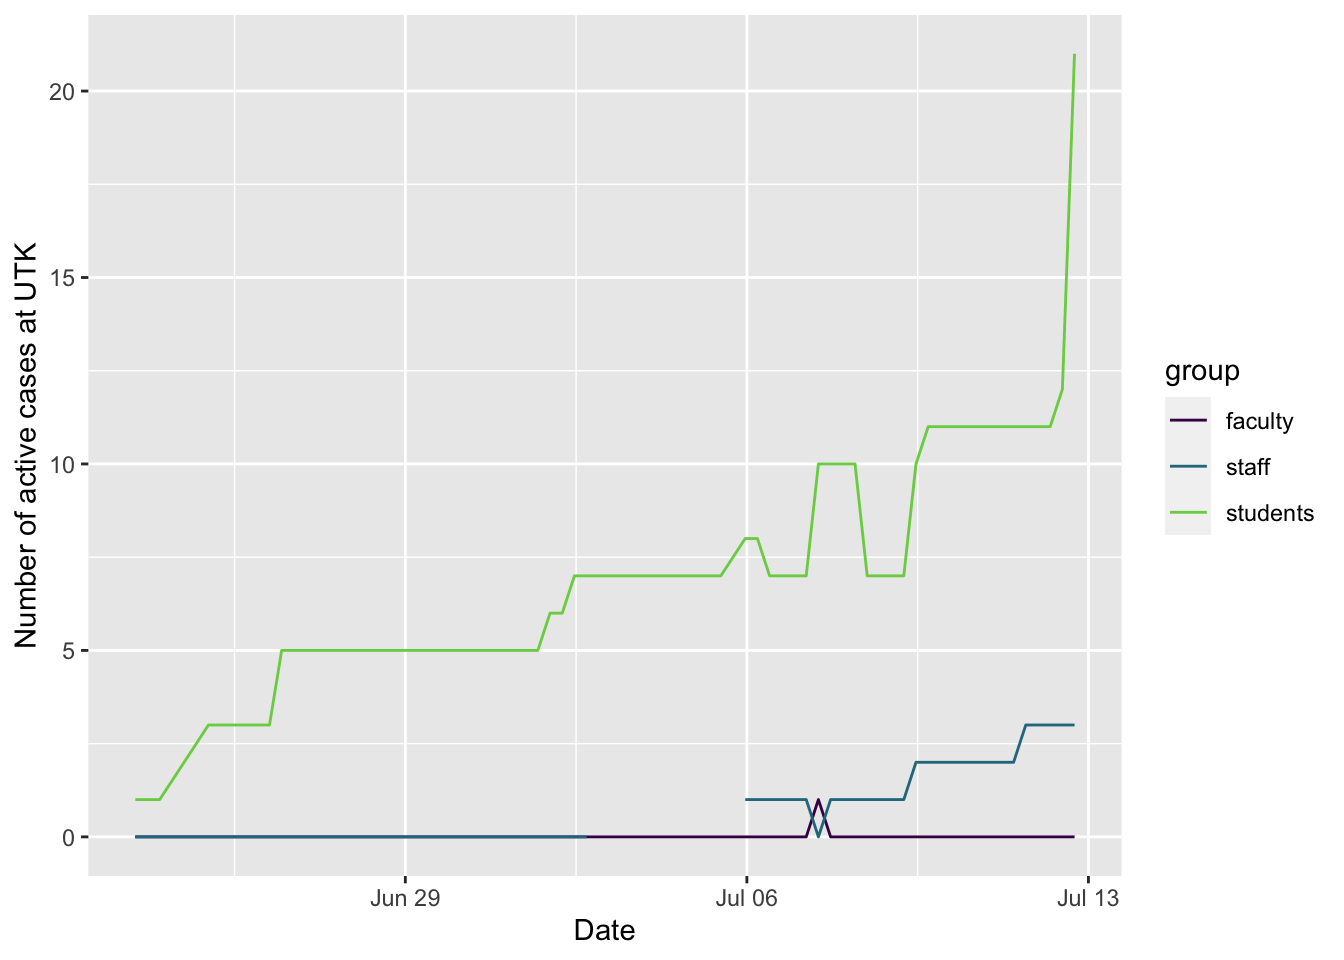 Number of active cases at UTK
20
15
10
5
0
Jun 29
Jul 06
Jul 13
Date
group
faculty
staff
students